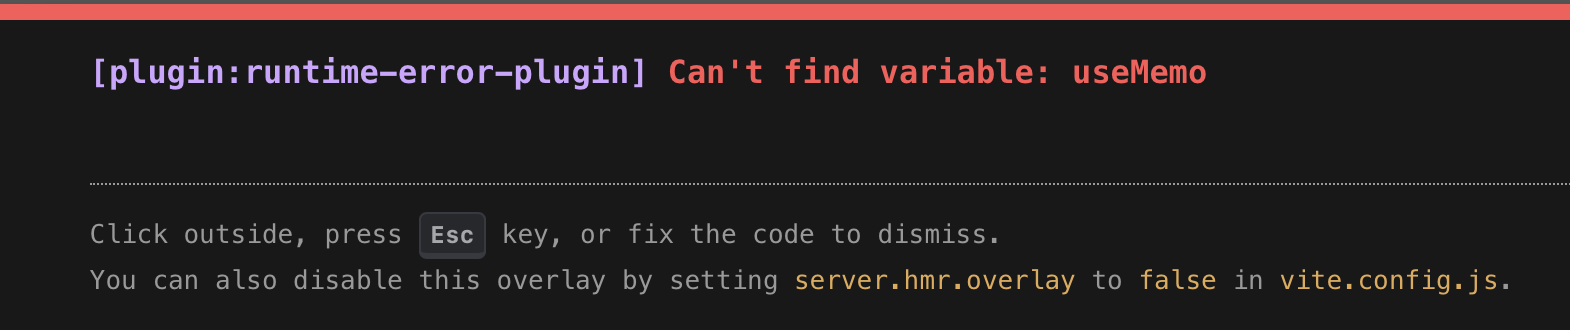 [plugin:runtime-error-plugin] Can't find variable: useMemo
Click outside, press Esc key, or fix the code to dismiss.
You can also disable this overlay by setting server.hmr.overlay to false in vite.config.js.